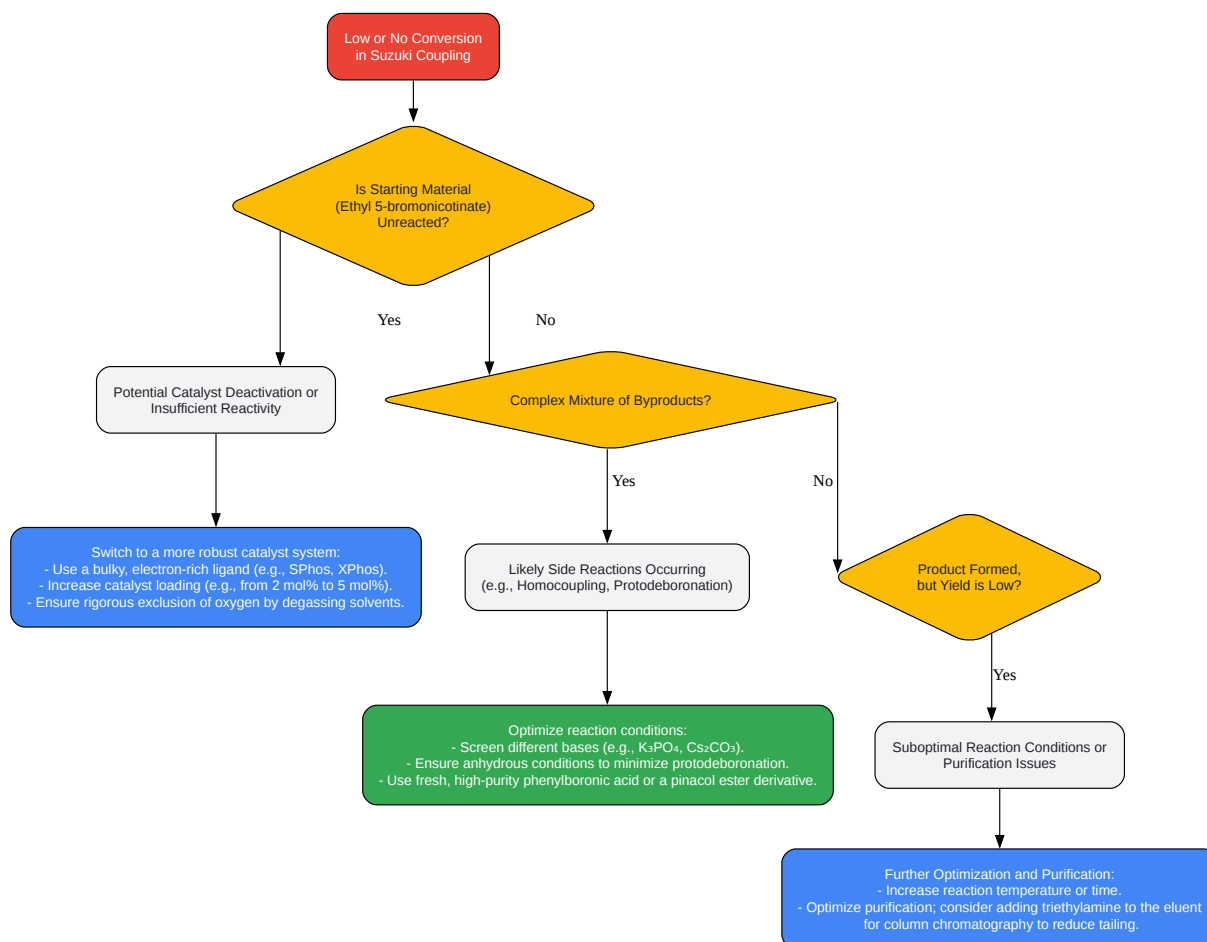 Low or No Conversion
in Suzuki Coupling
Is Starting Material
(Ethyl 5-bromonicotinate)
Unreacted?
Yes
No
Potential Catalyst Deactivation or
Insufficient Reactivity
Complex Mixture of Byproducts?
Yes
No
Switch to a more robust catalyst system:
- Use a bulky, electron-rich ligand (e.g., SPhos, XPhos).
- Increase catalyst loading (e.g., from 2 mol% to 5 mol%).
- Ensure rigorous exclusion of oxygen by degassing solvents.
Likely Side Reactions Occurring
(e.g., Homocoupling, Protodeboronation)
Product Formed,
but Yield is Low?
Yes
Optimize reaction conditions:
- Screen different bases (e.g., K₃PO₄, Cs₂CO₃).
- Ensure anhydrous conditions to minimize protodeboronation.
- Use fresh, high-purity phenylboronic acid or a pinacol ester derivative.
Suboptimal Reaction Conditions or
Purification Issues
Further Optimization and Purification:
- Increase reaction temperature or time.
- Optimize purification; consider adding triethylamine to the eluent
for column chromatography to reduce tailing.